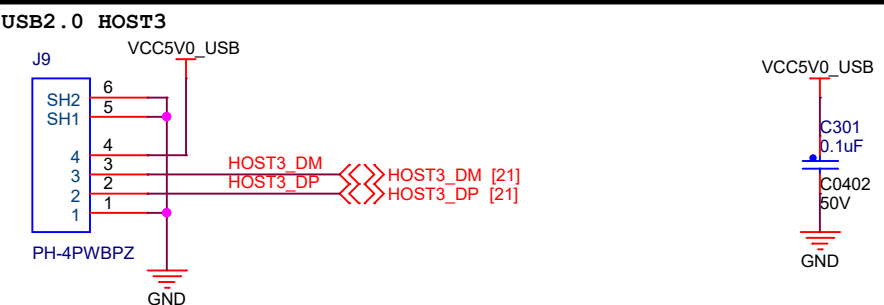 USB2.0 HOST3
J9
VCC5V0_USB
SH2 6
SH1 5
4 4
3 3 HOST3_DM HOST3_DM [21]
2 2 HOST3_DP HOST3_DP [21]
1 1
PH-4PWBPZ
GND
VCC5V0_USB
C301
0.1uF
C0402
50V
GND